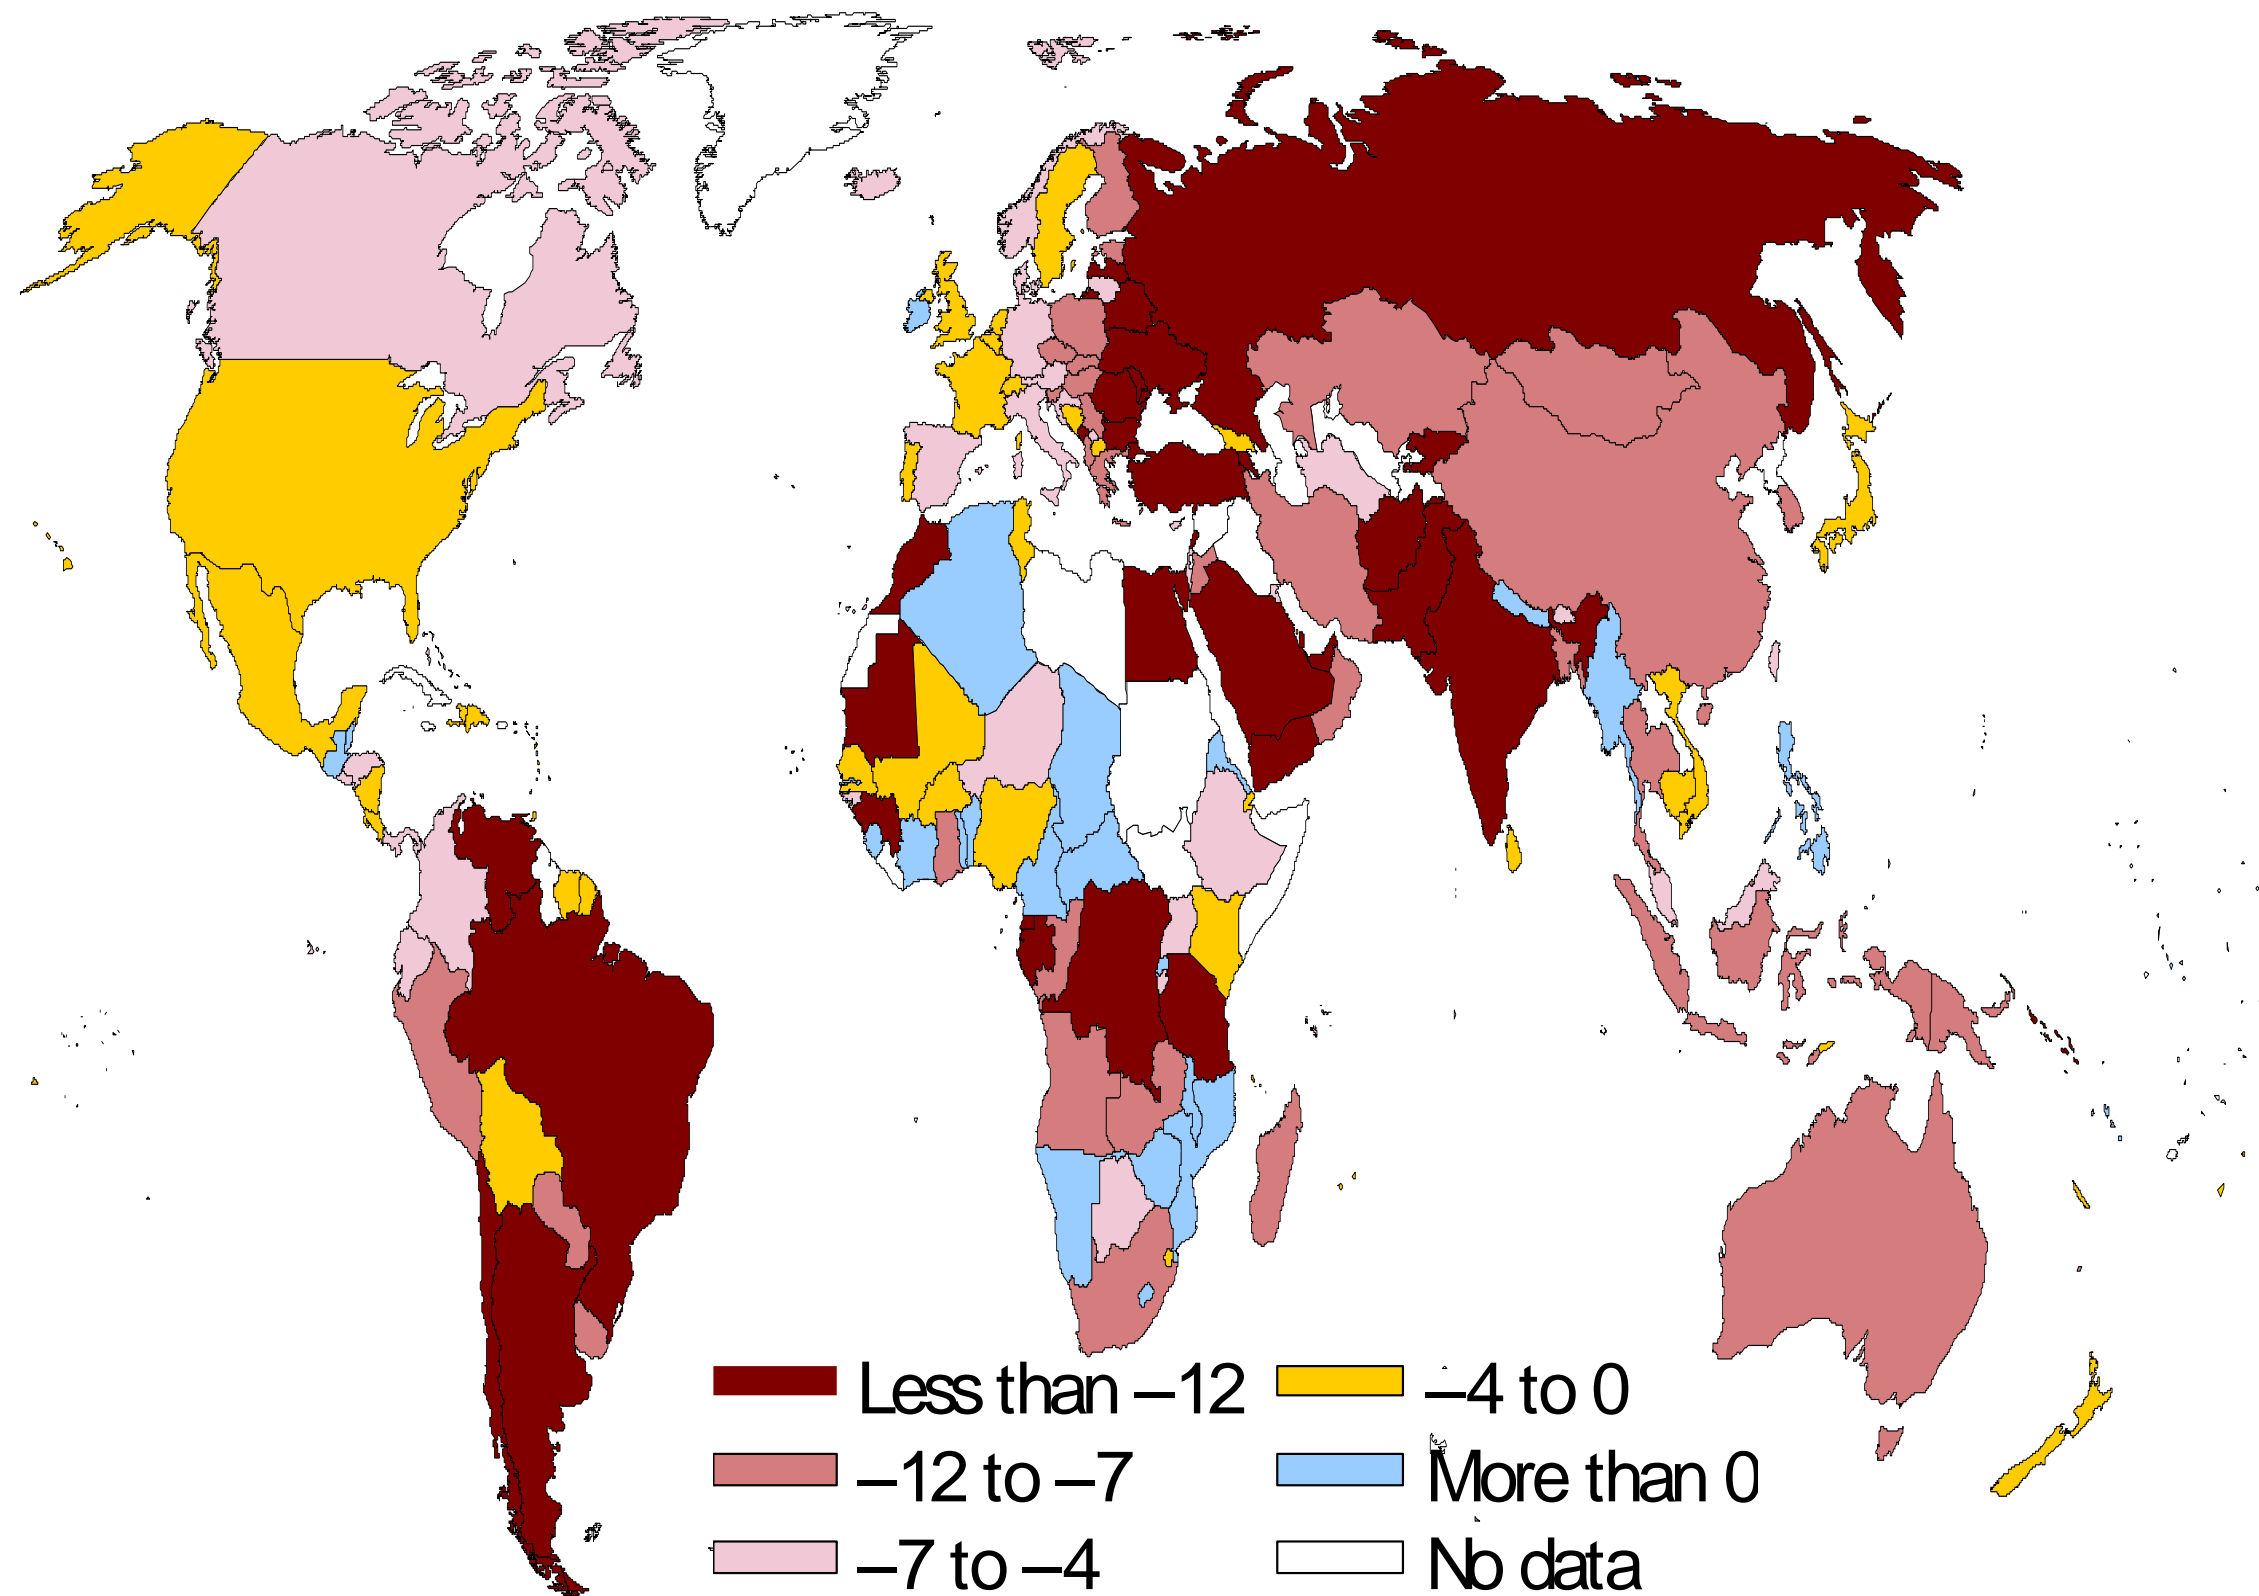 Less than –12
–12 to –7
–7 to –4
–4 to 0
More than 0
No data